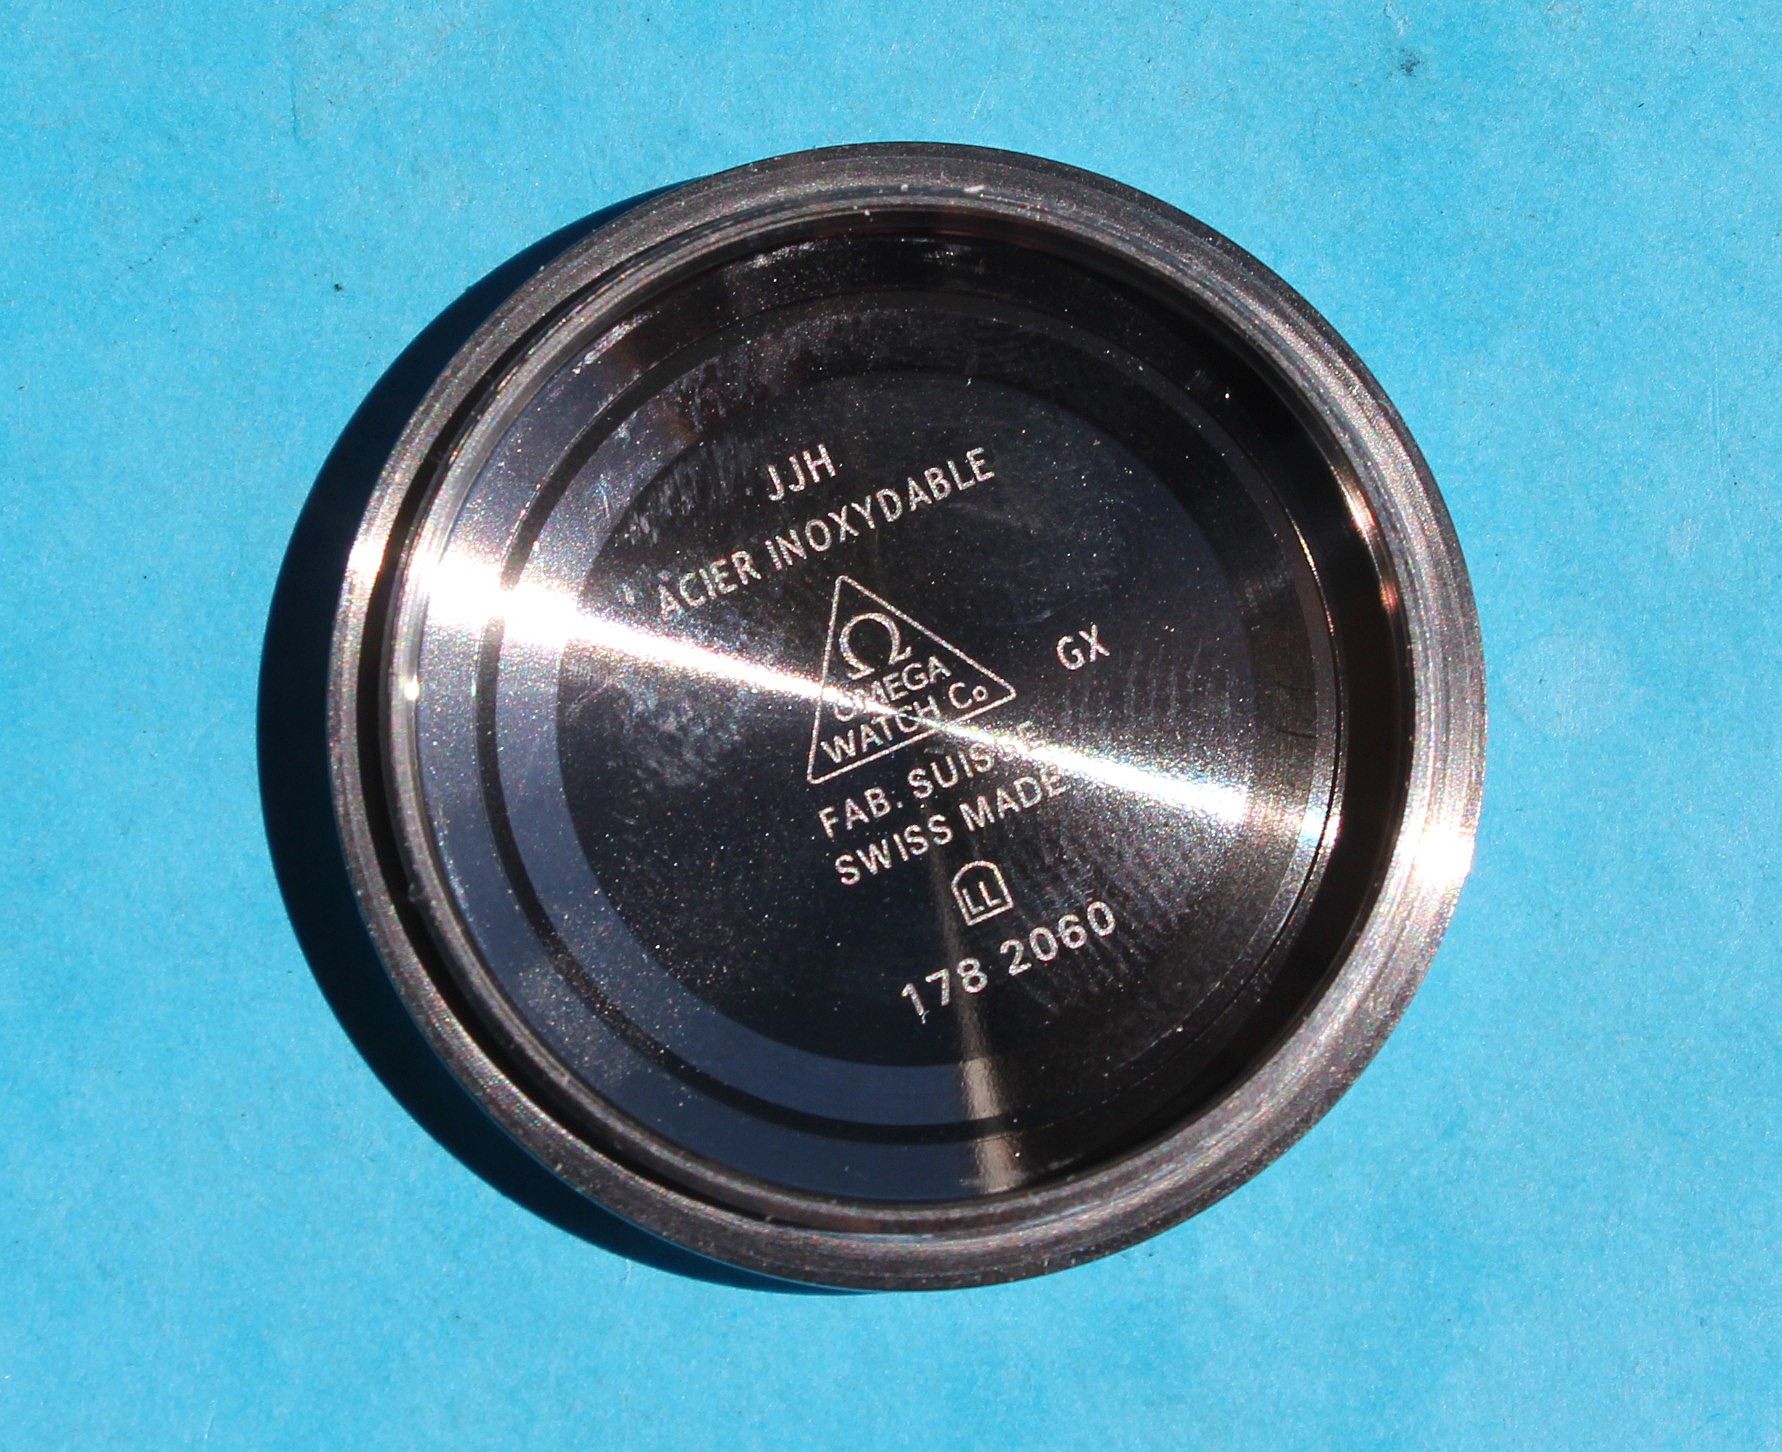 JJH
ACIER INOXYDABLE
Ω
OMEGA
WATCH Co
GX
FAB. SUISSE
SWISS MADE
178 2060